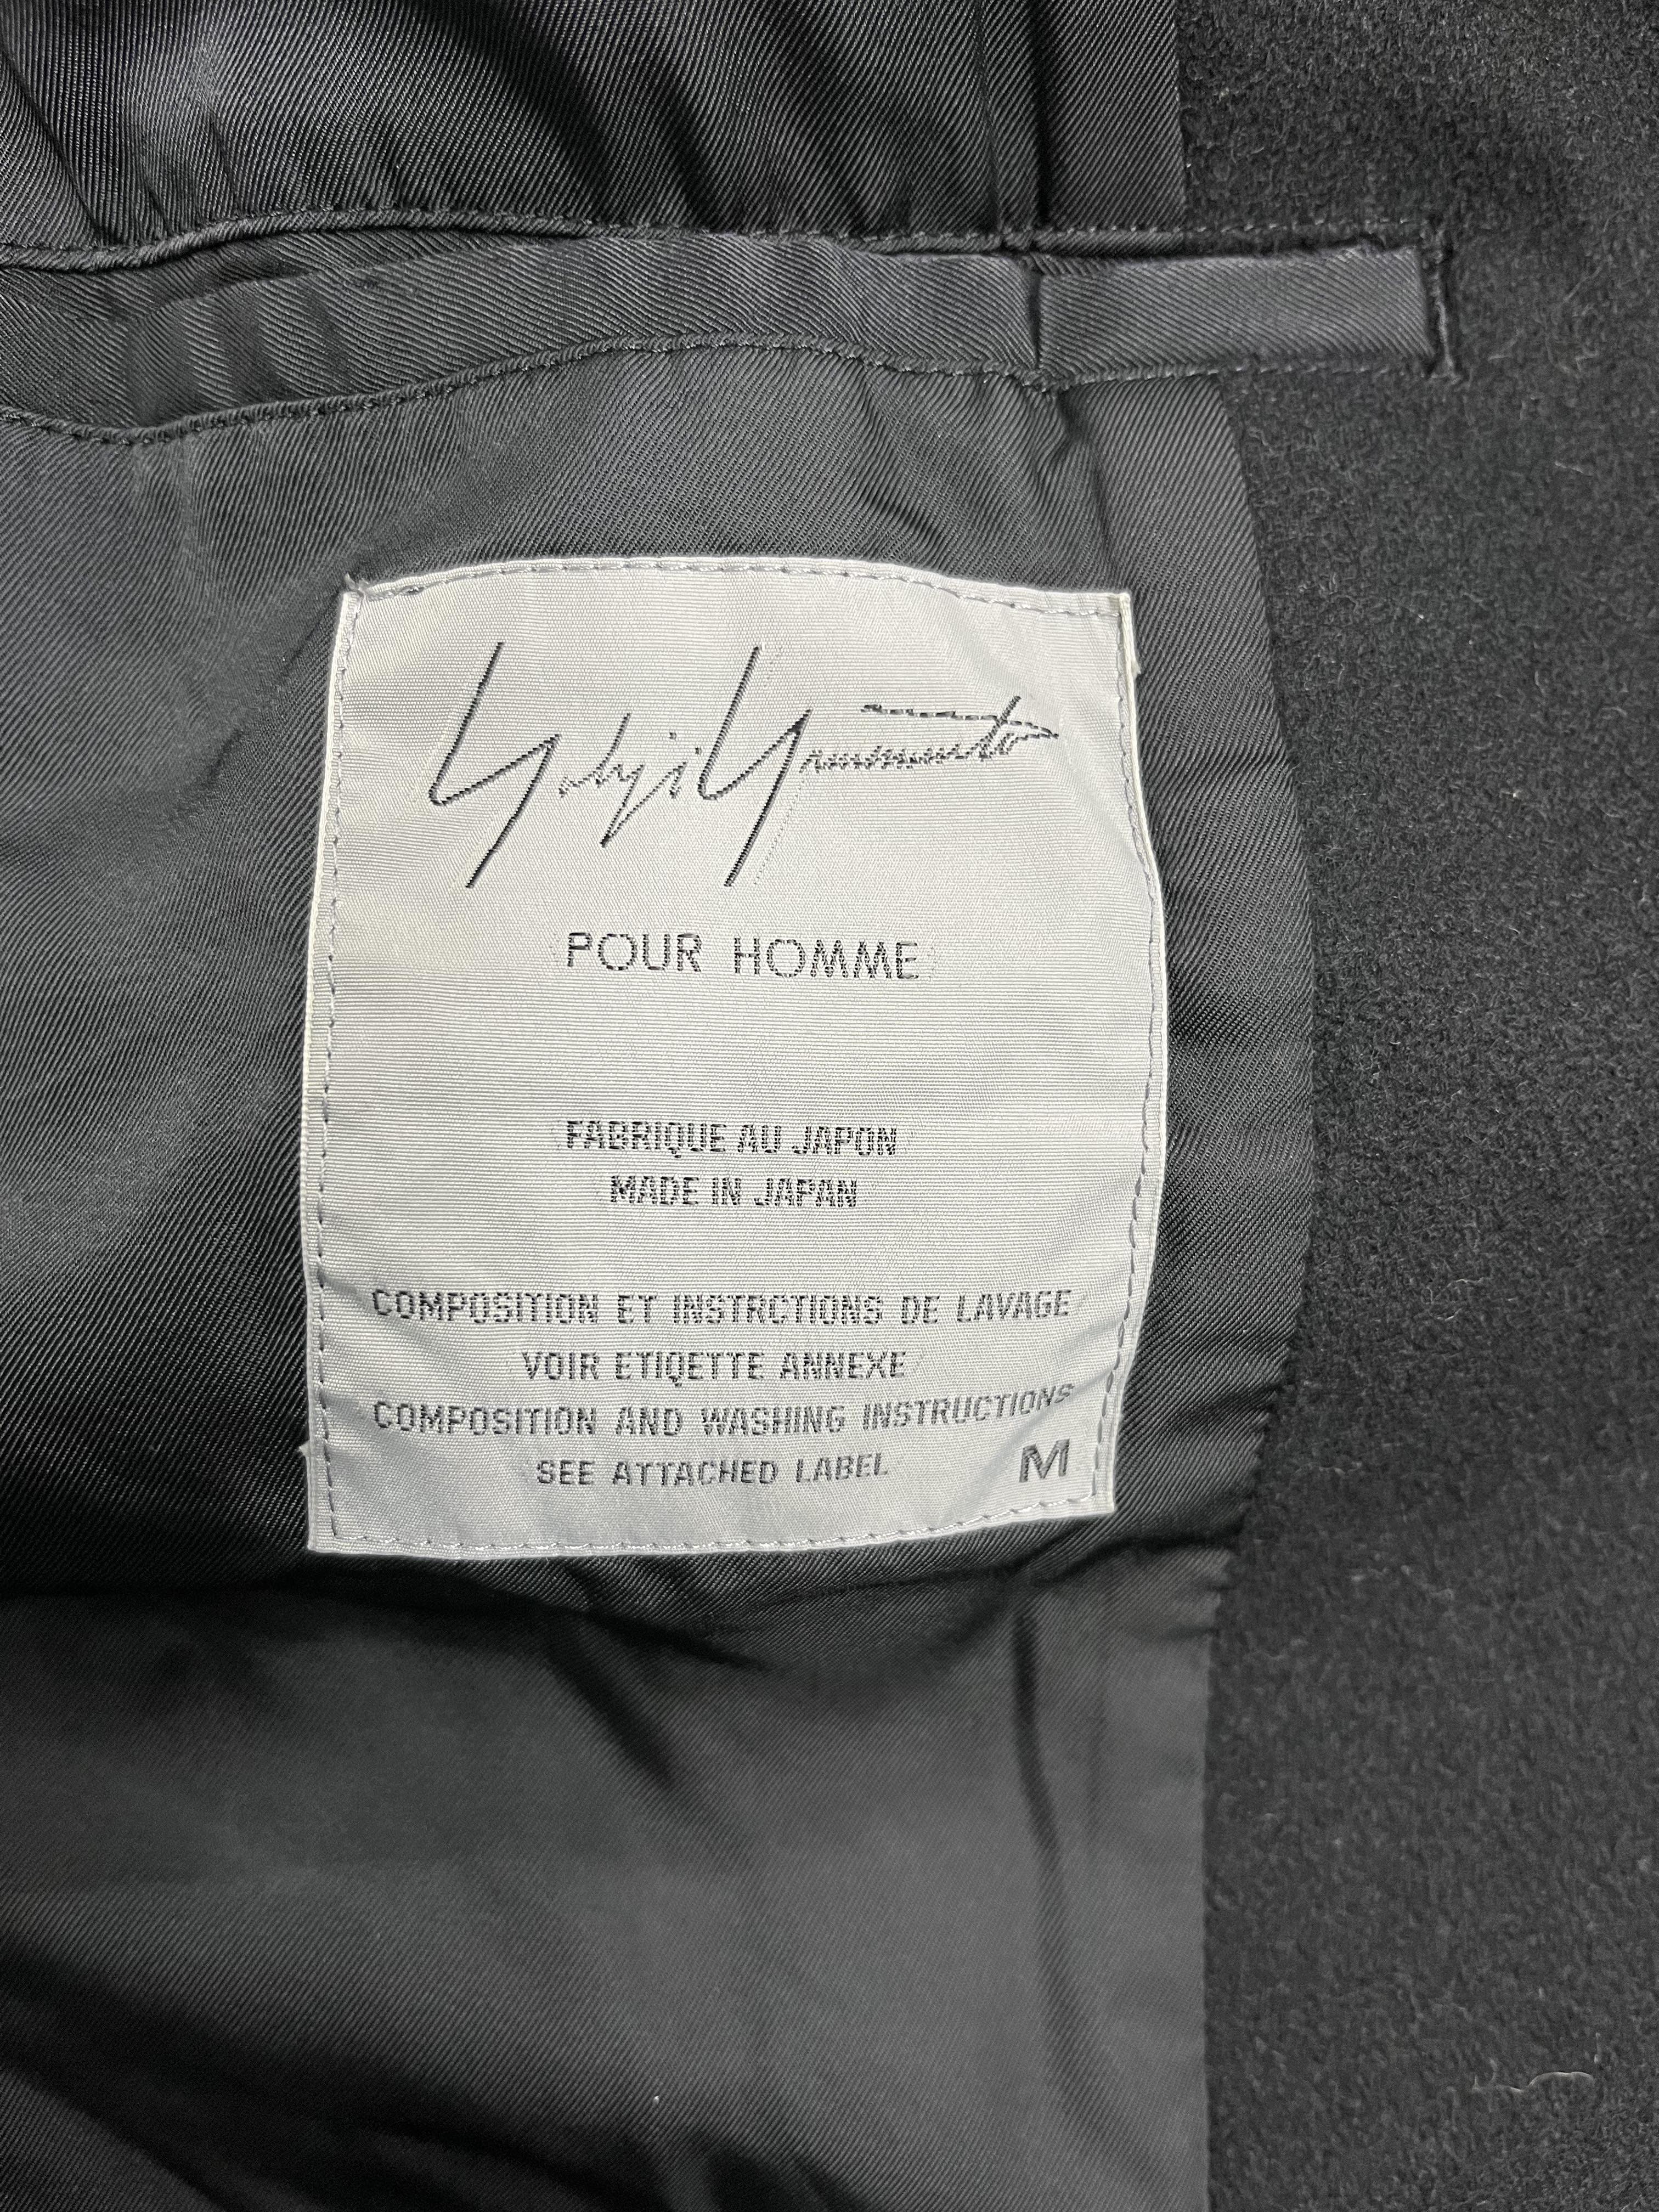 Yohji Yamamoto
POUR HOMME
FABRIQUE AU JAPON
MADE IN JAPAN
COMPOSITION ET INSTRCTIONS DE LAVAGE
VOIR ETIQETTE ANNEXE
COMPOSITION AND WASHING INSTRUCTIONS
SEE ATTACHED LABEL M